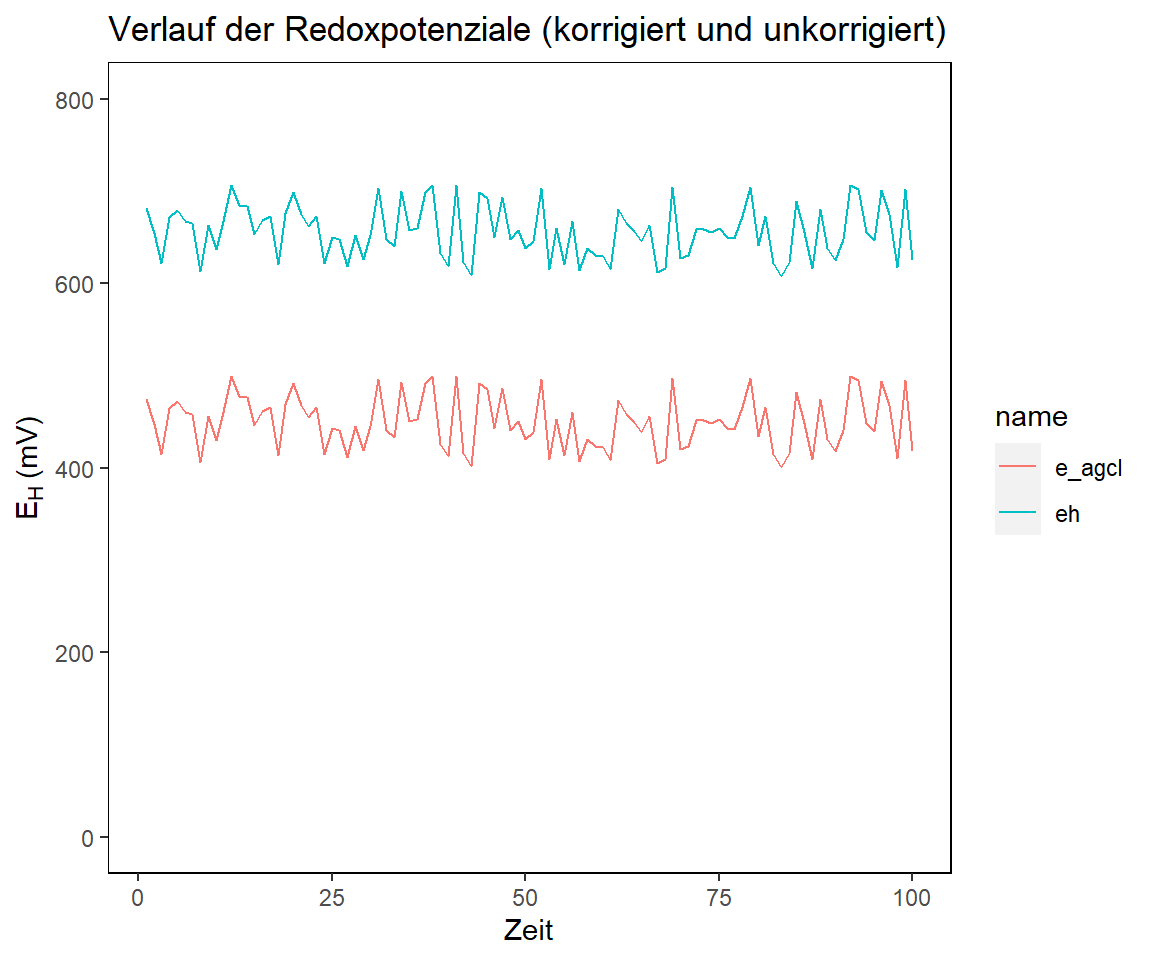 Verlauf der Redoxpotenziale (korrigiert und unkorrigiert)
800
600
400
200
0
E_H (mV)
0 25 50 75 100
Zeit
name
e_agcl
eh